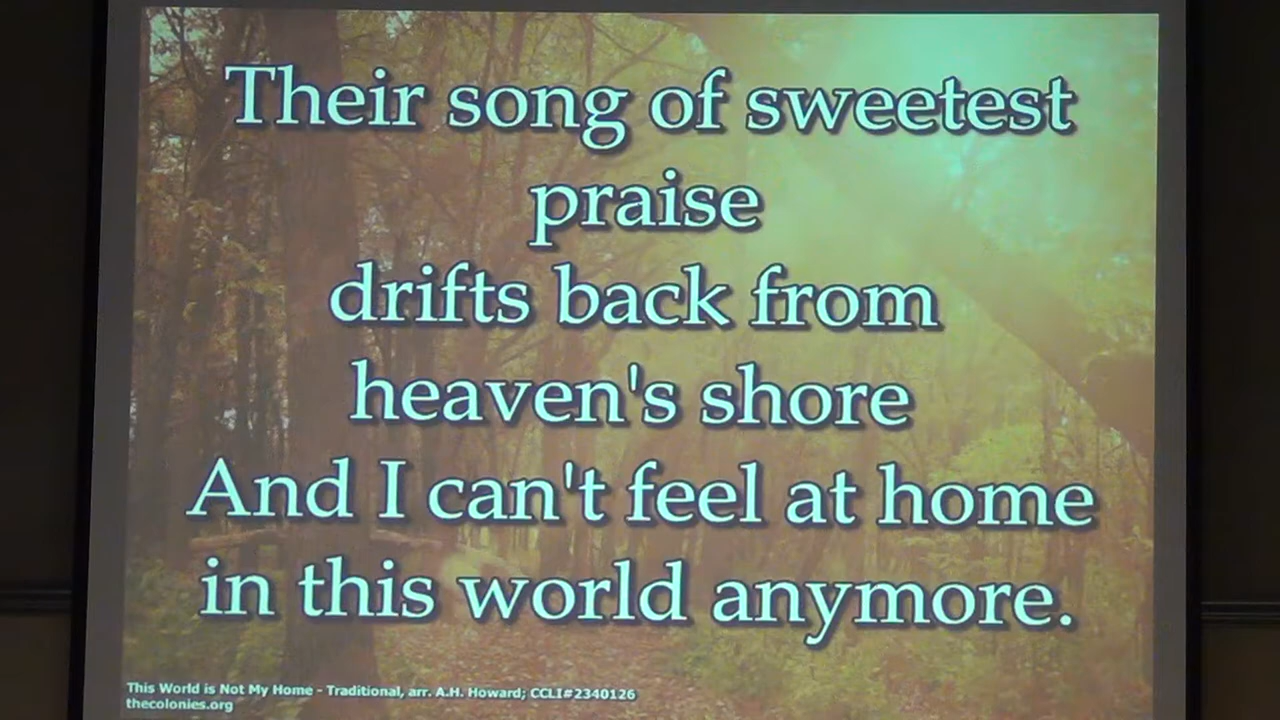 Their song of sweetest
praise
drifts back from
heaven's shore
And I can't feel at home
in this world anymore.
This World is Not My Home - Traditional, arr. A.H. Howard; CCLI#2340126
thecolonies.org